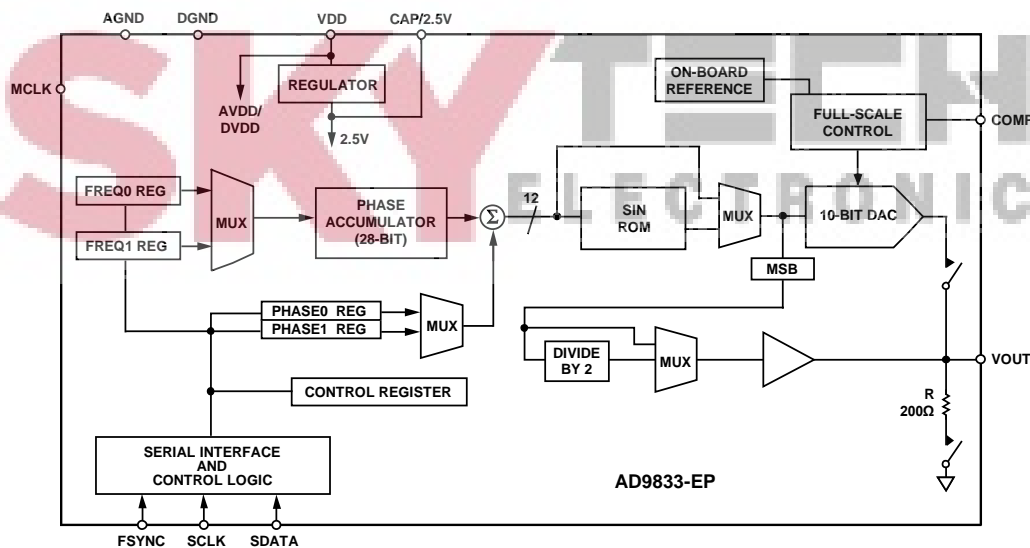 AGND DGND VDD CAP/2.5V
SKYTECH
ELECTRONIC
MCLK
REGULATOR
AVDD/
DVDD
2.5V
ON-BOARD
REFERENCE
FULL-SCALE
CONTROL
COMP
FREQ0 REG
FREQ1 REG
MUX
PHASE
ACCUMULATOR
(28-BIT)
Σ
12
SIN
ROM
MUX
10-BIT DAC
MSB
PHASE0 REG
PHASE1 REG
MUX
DIVIDE
BY 2
MUX
VOUT
R
200Ω
CONTROL REGISTER
SERIAL INTERFACE
AND
CONTROL LOGIC
AD9833-EP
FSYNC SCLK SDATA